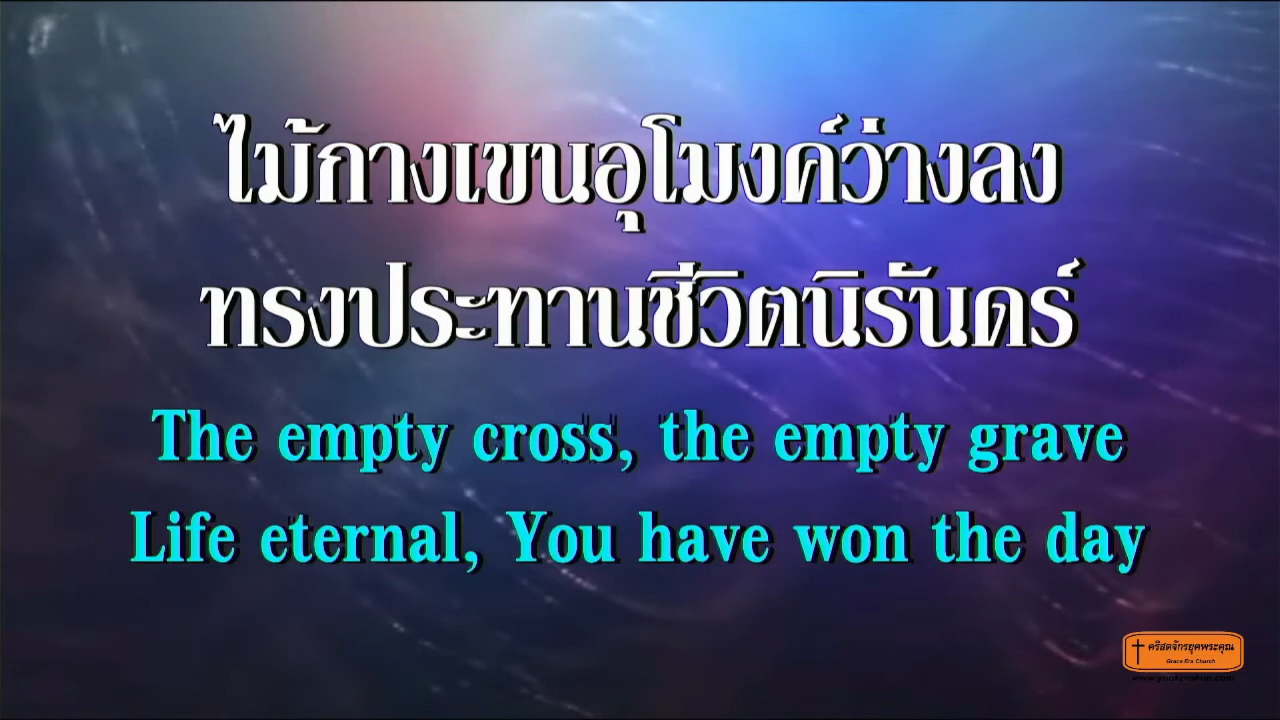 ไม้กางเขนอุโมงค์ว่างลง
ทรงประทานชีวิตนิรันดร์
The empty cross, the empty grave
Life eternal, You have won the day
คริสตจักรยุคพระคุณ
Grace Era Church
www.yookprakun.com